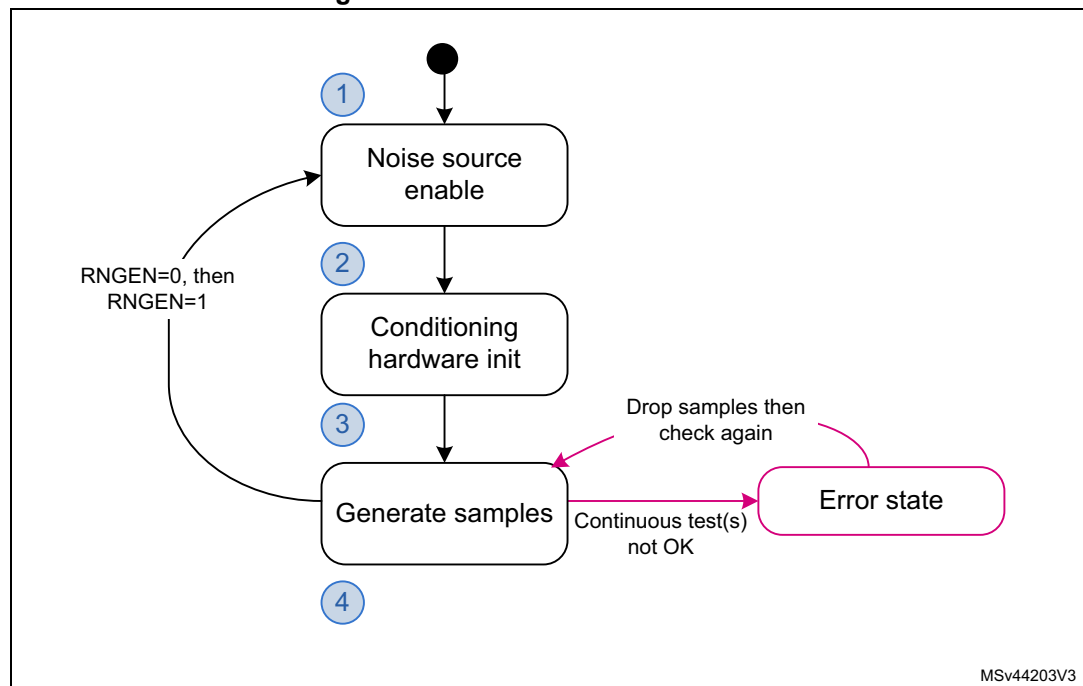 1
Noise source
enable
2
RNGEN=0, then
RNGEN=1
Conditioning
hardware init
3
Drop samples then
check again
Generate samples
Continuous test(s)
not OK
Error state
4
MSv44203V3